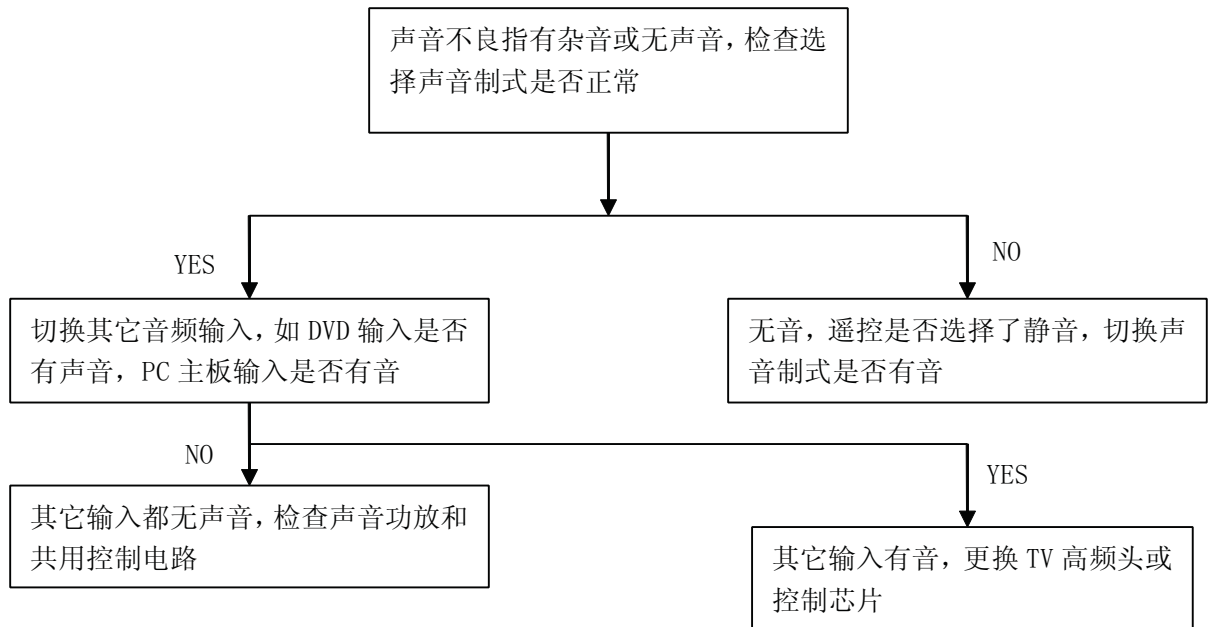 声音不良指有杂音或无声音，检查选
择声音制式是否正常
YES
NO
切换其它音频输入，如 DVD 输入是否
有声音，PC 主板输入是否有音
无音，遥控是否选择了静音，切换声
音制式是否有音
NO
YES
其它输入都无声音，检查声音功放和
共用控制电路
其它输入有音，更换 TV 高频头或
控制芯片